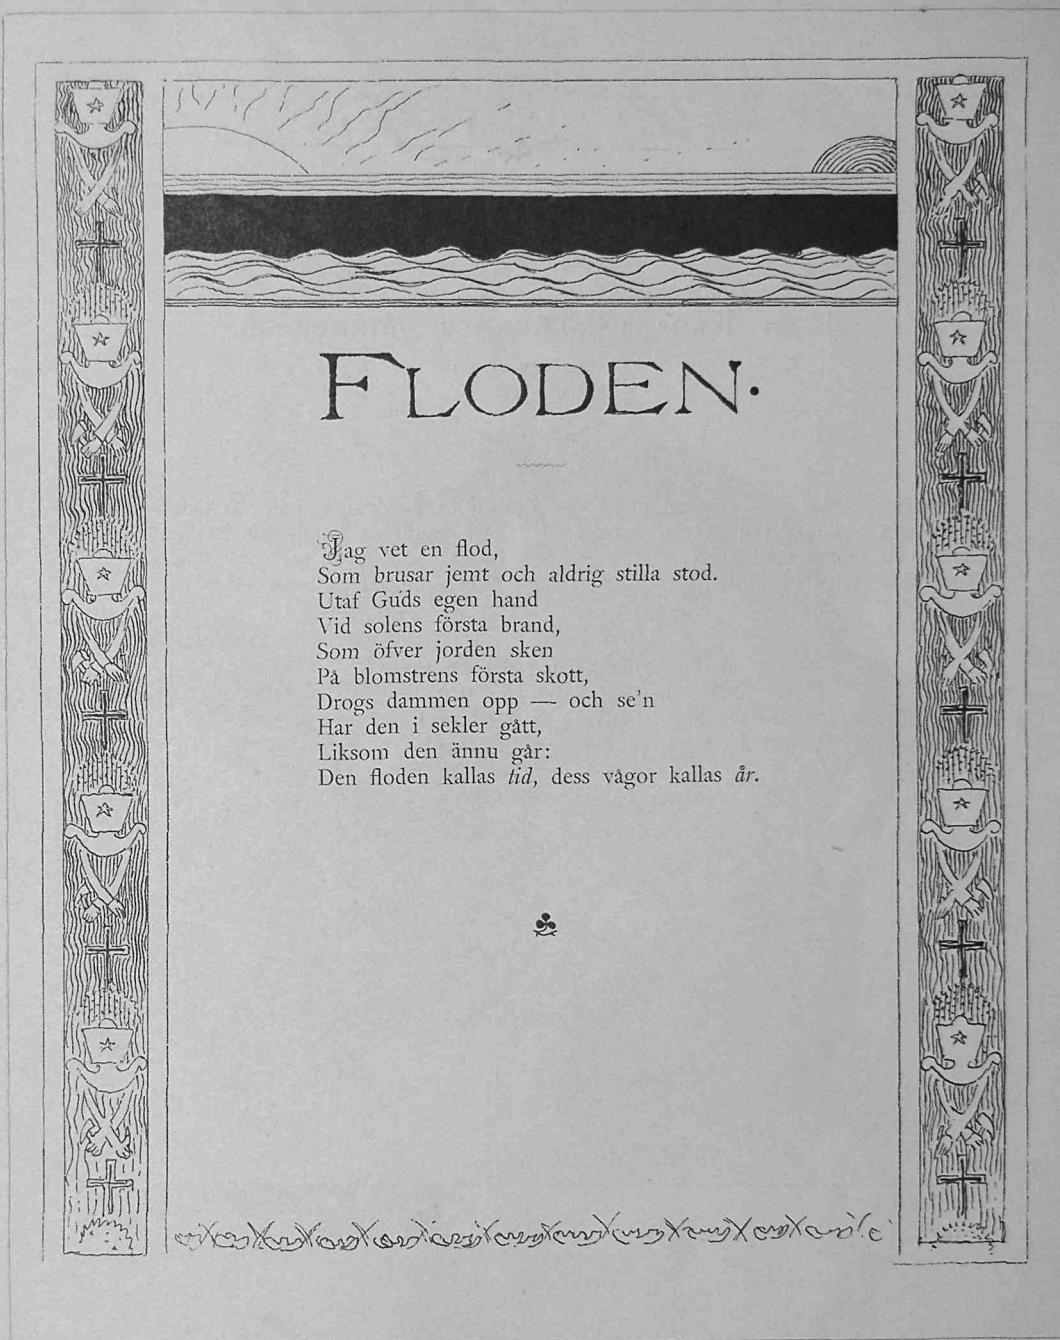 FLODEN.
Jag vet en flod,
Som brusar jemt och aldrig stilla stod.
Utaf Guds egen hand
Vid solens första brand,
Som öfver jorden sken
På blomstrens första skott,
Drogs dammen opp — och se'n
Har den i sekler gått,
Liksom den ännu går:
Den floden kallas tid, dess vågor kallas år.